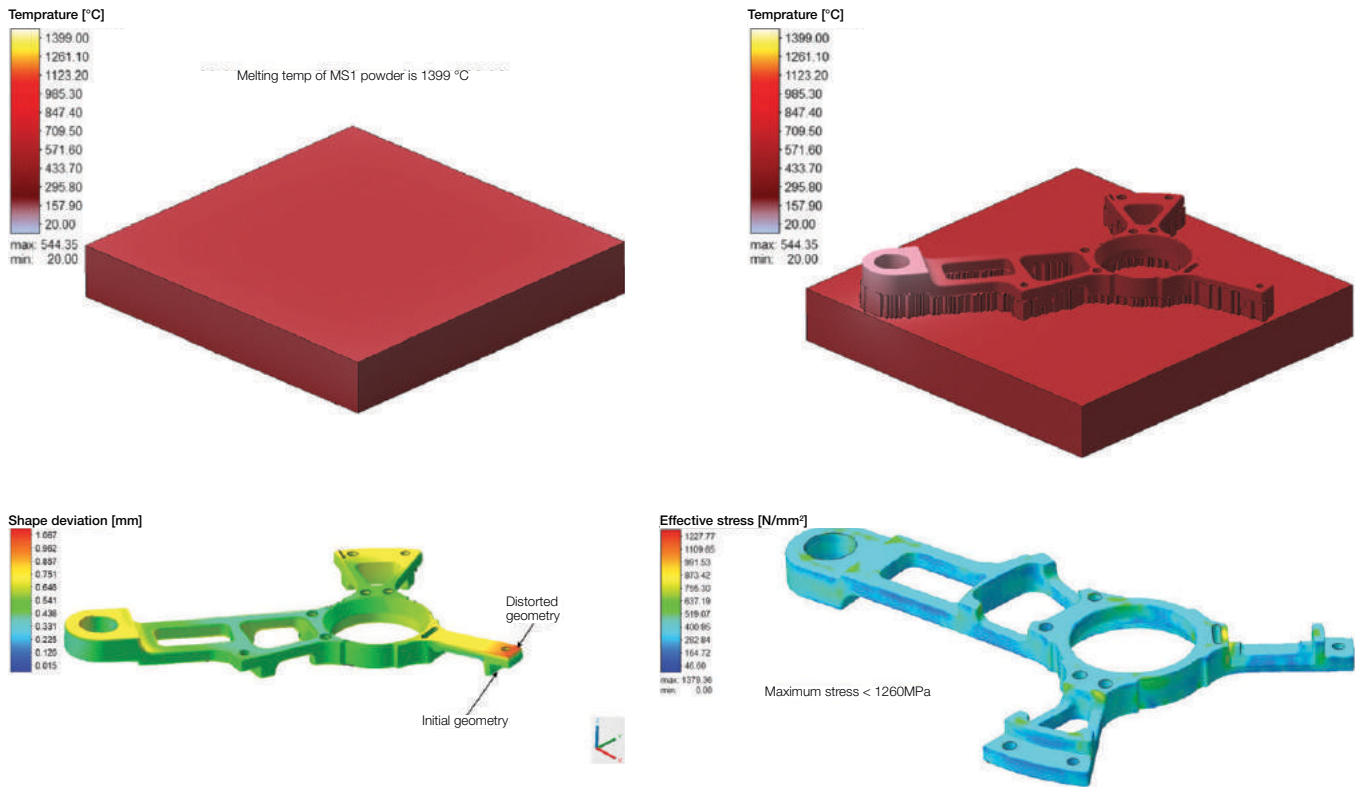 Temprature [°C]
1399.00
1261.10
1123.20
985.30
847.40
709.50
571.60
433.70
295.80
157.90
20.00
max: 544.35
min: 20.00
Melting temp of MS1 powder is 1399 °C
Temprature [°C]
1399.00
1261.10
1123.20
985.30
847.40
709.50
571.60
433.70
295.80
157.90
20.00
max: 544.35
min: 20.00
Shape deviation [mm]
1.067
0.962
0.857
0.751
0.646
0.541
0.436
0.331
0.225
0.120
0.015
Distorted
geometry
Initial geometry
Effective stress [N/mm²]
1227.77
1109.65
991.53
873.42
755.30
637.19
519.07
400.95
282.84
164.72
46.60
max: 1379.36
min: 0.00
Maximum stress < 1260MPa